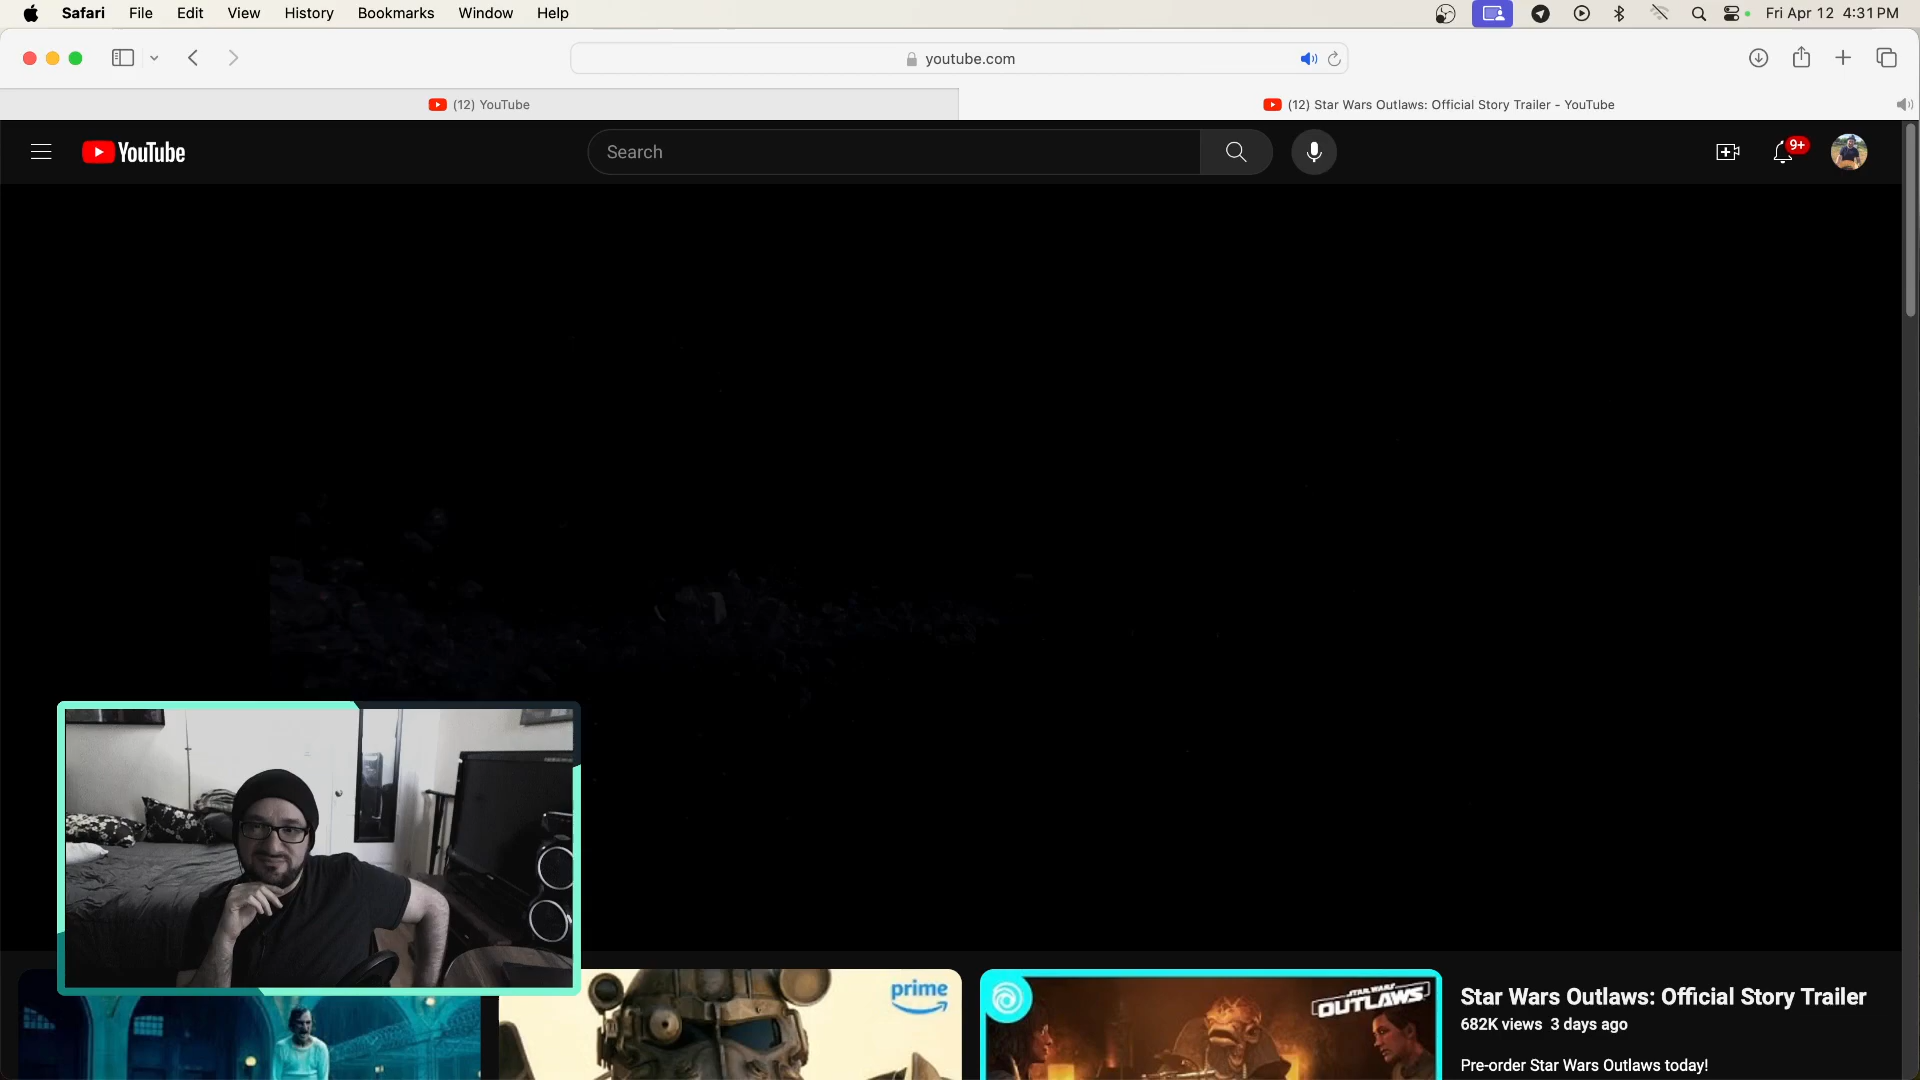 Safari File Edit View History Bookmarks Window Help Fri Apr 12 4:31 PM
youtube.com
(12) YouTube
(12) Star Wars Outlaws: Official Story Trailer - YouTube
YouTube
Search
9+
prime
STAR WARS
OUTLAWS
Star Wars Outlaws: Official Story Trailer
682K views 3 days ago
Pre-order Star Wars Outlaws today!